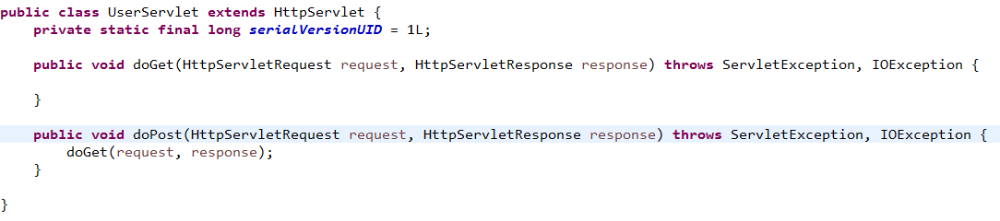 public class UserServlet extends HttpServlet {
    private static final long serialVersionUID = 1L;
    public void doGet(HttpServletRequest request, HttpServletResponse response) throws ServletException, IOException {
    }
    public void doPost(HttpServletRequest request, HttpServletResponse response) throws ServletException, IOException {
        doGet(request, response);
    }
}